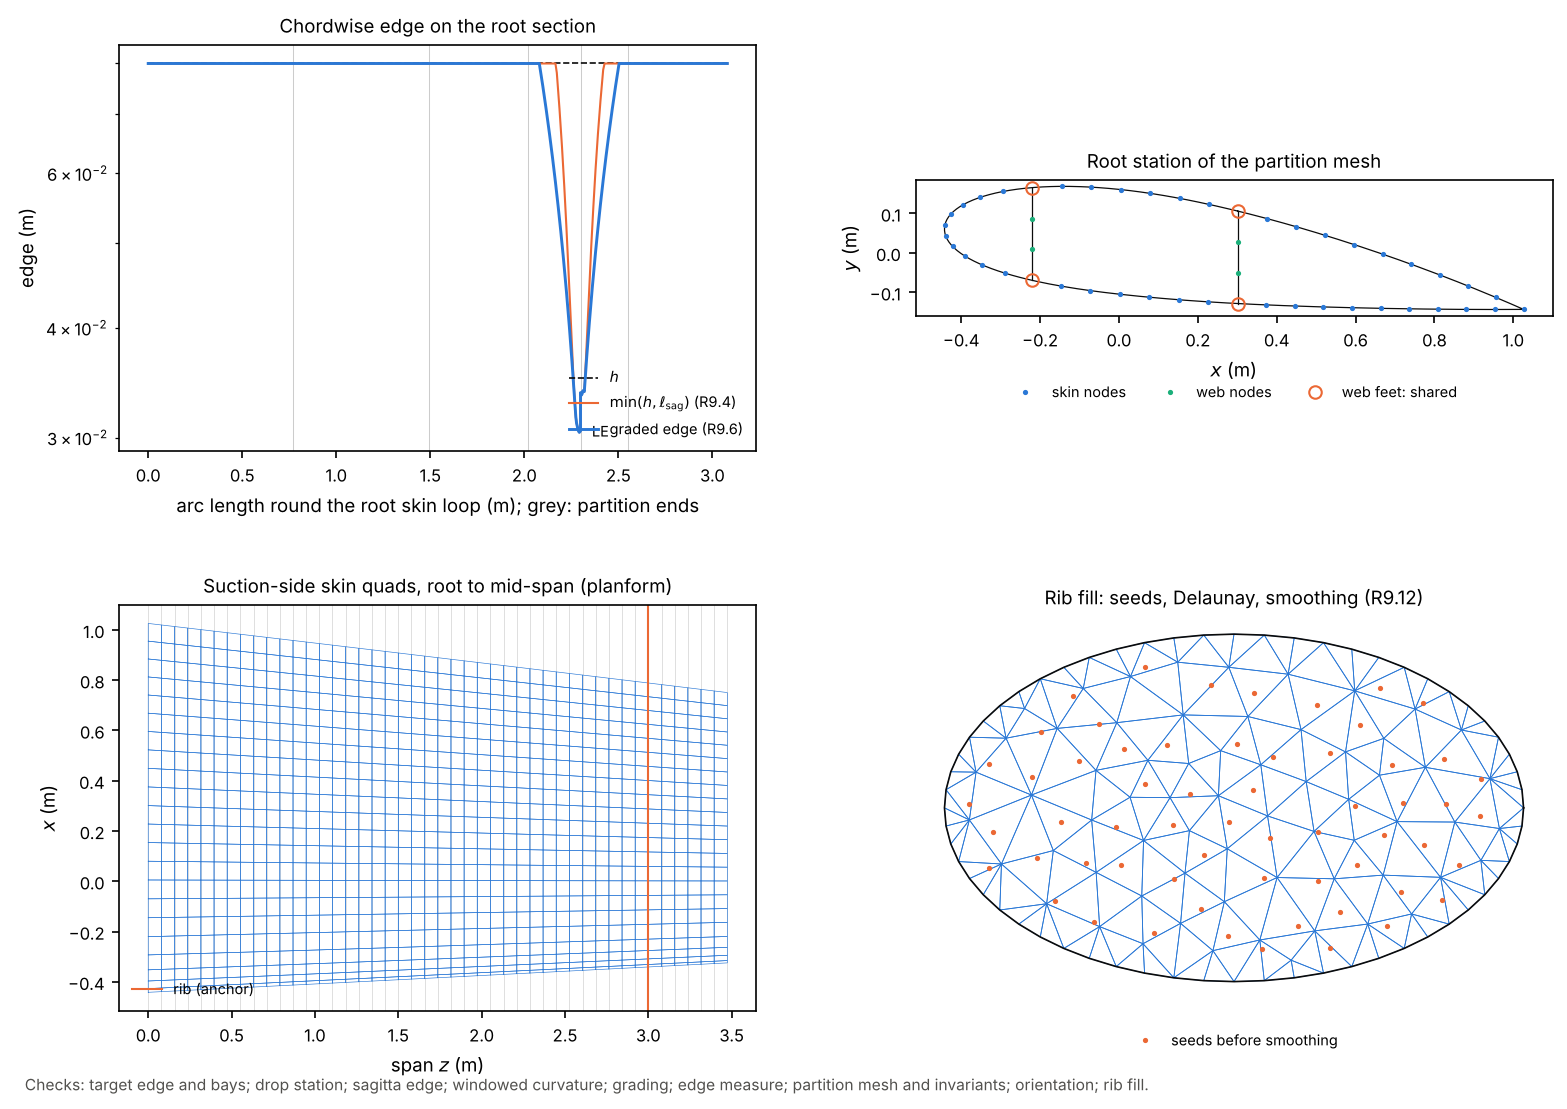 Chordwise edge on the root section
edge (m)
6 × 10⁻²
4 × 10⁻²
3 × 10⁻²
h
min(h, ℓsag) (R9.4)
LE
graded edge (R9.6)
0.0 0.5 1.0 1.5 2.0 2.5 3.0
arc length round the root skin loop (m); grey: partition ends
Root station of the partition mesh
y (m)
0.1
0.0
−0.1
−0.4 −0.2 0.0 0.2 0.4 0.6 0.8 1.0
x (m)
skin nodes web nodes web feet: shared
Suction-side skin quads, root to mid-span (planform)
x (m)
1.0
0.8
0.6
0.4
0.2
0.0
−0.2
−0.4
rib (anchor)
0.0 0.5 1.0 1.5 2.0 2.5 3.0 3.5
span z (m)
Rib fill: seeds, Delaunay, smoothing (R9.12)
seeds before smoothing
Checks: target edge and bays; drop station; sagitta edge; windowed curvature; grading; edge measure; partition mesh and invariants; orientation; rib fill.